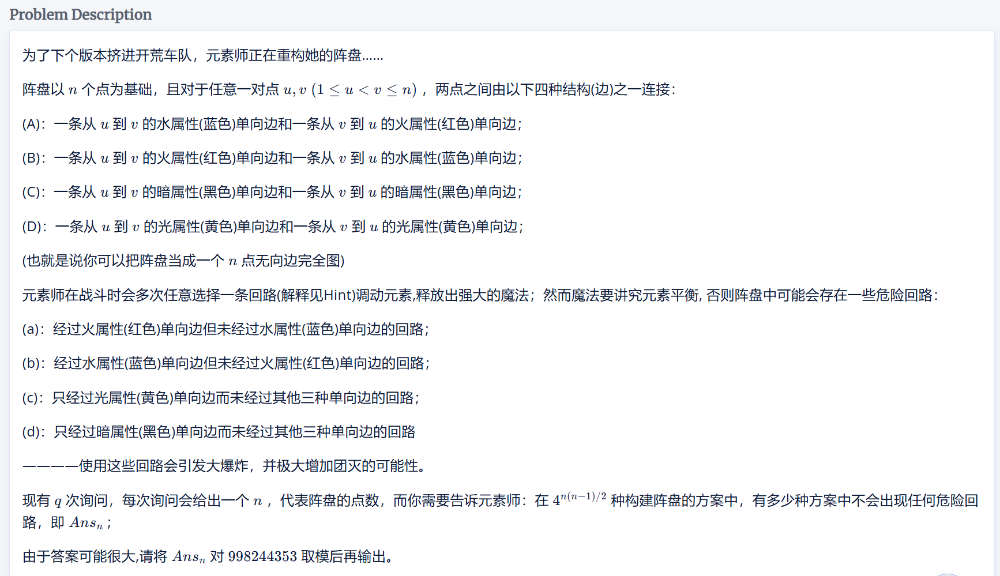 Problem Description
为了下个版本挤进开荒车队，元素师正在重构她的阵盘......
阵盘以 n 个点为基础，且对于任意一对点 u, v (1 ≤ u < v ≤ n) ，两点之间由以下四种结构(边)之一连接：
(A)：一条从 u 到 v 的水属性(蓝色)单向边和一条从 v 到 u 的火属性(红色)单向边；
(B)：一条从 u 到 v 的火属性(红色)单向边和一条从 v 到 u 的水属性(蓝色)单向边；
(C)：一条从 u 到 v 的暗属性(黑色)单向边和一条从 v 到 u 的暗属性(黑色)单向边；
(D)：一条从 u 到 v 的光属性(黄色)单向边和一条从 v 到 u 的光属性(黄色)单向边；
(也就是说你可以把阵盘当成一个 n 点无向边完全图)
元素师在战斗时会多次任意选择一条回路(解释见Hint)调动元素,释放出强大的魔法；然而魔法要讲究元素平衡, 否则阵盘中可能会存在一些危险回路：
(a)：经过火属性(红色)单向边但未经过水属性(蓝色)单向边的回路；
(b)：经过水属性(蓝色)单向边但未经过火属性(红色)单向边的回路；
(c)：只经过光属性(黄色)单向边而未经过其他三种单向边的回路；
(d)：只经过暗属性(黑色)单向边而未经过其他三种单向边的回路
————使用这些回路会引发大爆炸，并极大增加团灭的可能性。
现有 q 次询问，每次询问会给出一个 n ，代表阵盘的点数，而你需要告诉元素师：在 4^{n(n−1)/2} 种构建阵盘的方案中，有多少种方案中不会出现任何危险回
路，即 Ans_n ；
由于答案可能很大,请将 Ans_n 对 998244353 取模后再输出。